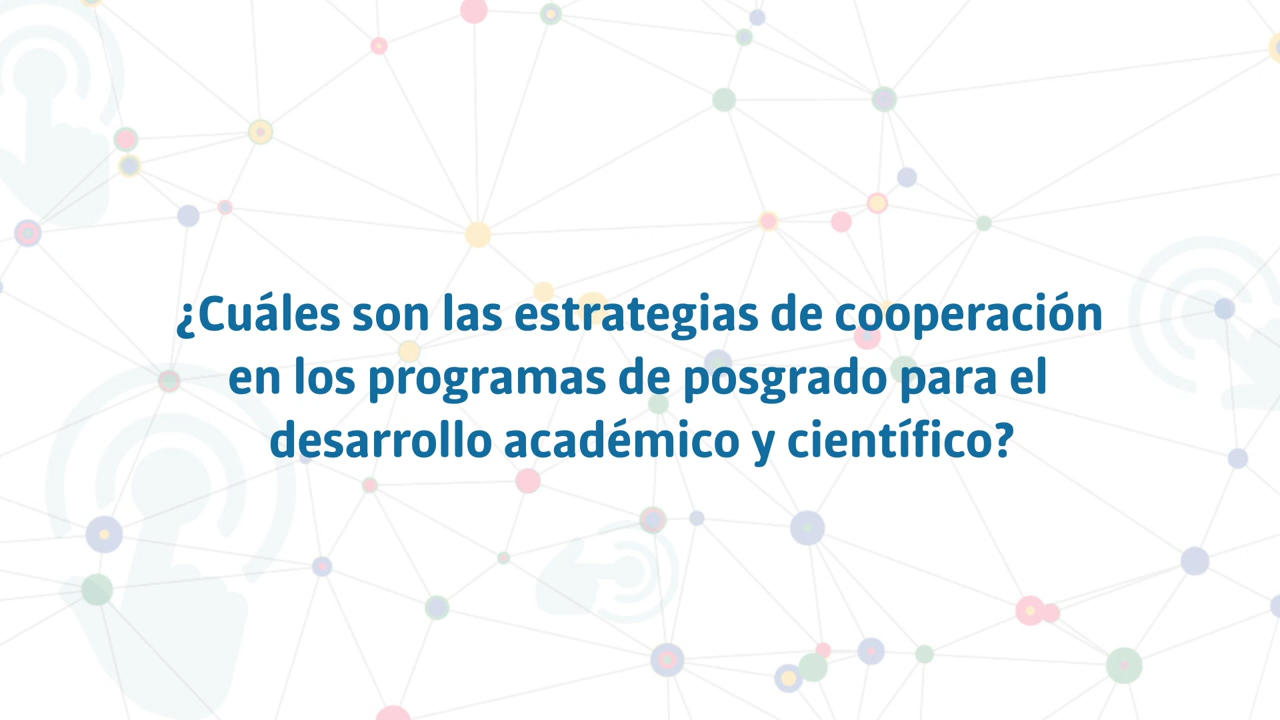 ¿Cuáles son las estrategias de cooperación
en los programas de posgrado para el
desarrollo académico y científico?